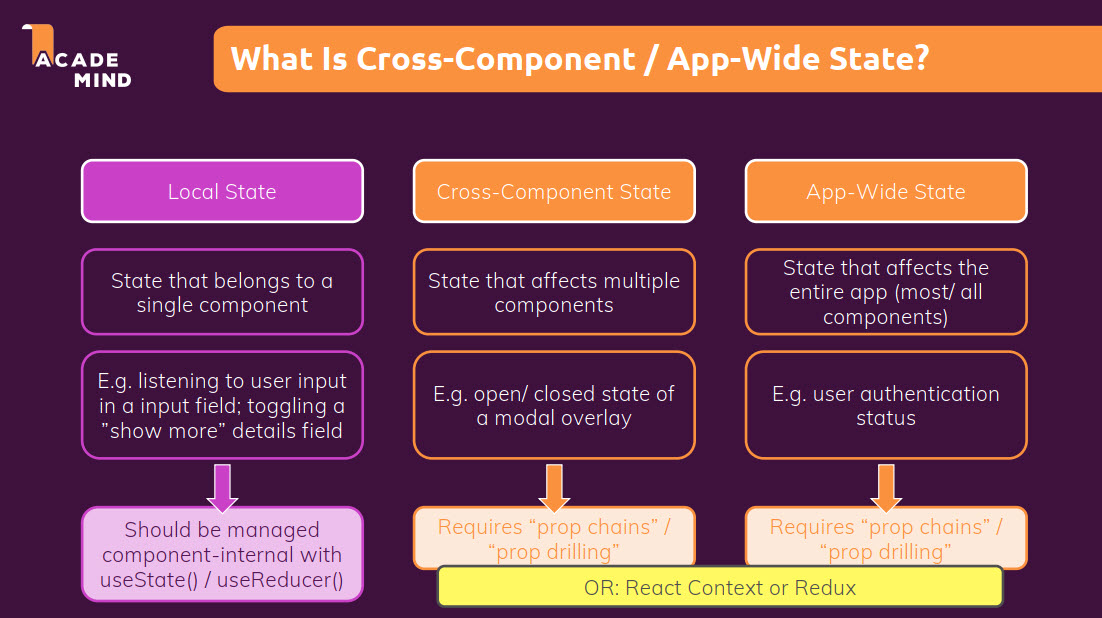 ACADE
MIND
What Is Cross-Component / App-Wide State?
Local State
Cross-Component State
App-Wide State
State that belongs to a
single component
State that affects multiple
components
State that affects the
entire app (most/ all
components)
E.g. listening to user input
in a input field; toggling a
”show more” details field
E.g. open/ closed state of
a modal overlay
E.g. user authentication
status
Should be managed
component-internal with
useState() / useReducer()
Requires “prop chains” /
“prop drilling”
Requires “prop chains” /
“prop drilling”
OR: React Context or Redux